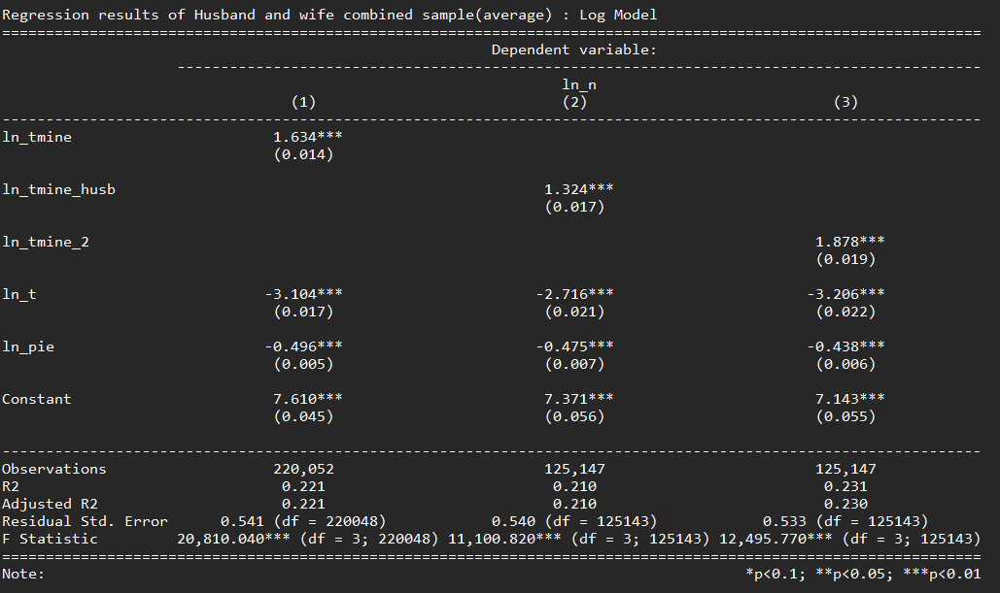 Regression results of Husband and wife combined sample(average) : Log Model
================================================================================================================
Dependent variable:
--------------------------------------------------------------------------------------------
ln_n
(1) (2) (3)
----------------------------------------------------------------------------------------------------------------
ln_tmine 1.634***
(0.014)
ln_tmine_husb 1.324***
(0.017)
ln_tmine_2 1.878***
(0.019)
ln_t -3.104*** -2.716*** -3.206***
(0.017) (0.021) (0.022)
ln_pie -0.496*** -0.475*** -0.438***
(0.005) (0.007) (0.006)
Constant 7.610*** 7.371*** 7.143***
(0.045) (0.056) (0.055)
----------------------------------------------------------------------------------------------------------------
Observations 220,052 125,147 125,147
R2 0.221 0.210 0.231
Adjusted R2 0.221 0.210 0.230
Residual Std. Error 0.541 (df = 220048) 0.540 (df = 125143) 0.533 (df = 125143)
F Statistic 20,810.040*** (df = 3; 220048) 11,100.820*** (df = 3; 125143) 12,495.770*** (df = 3; 125143)
================================================================================================================
Note: *p<0.1; **p<0.05; ***p<0.01